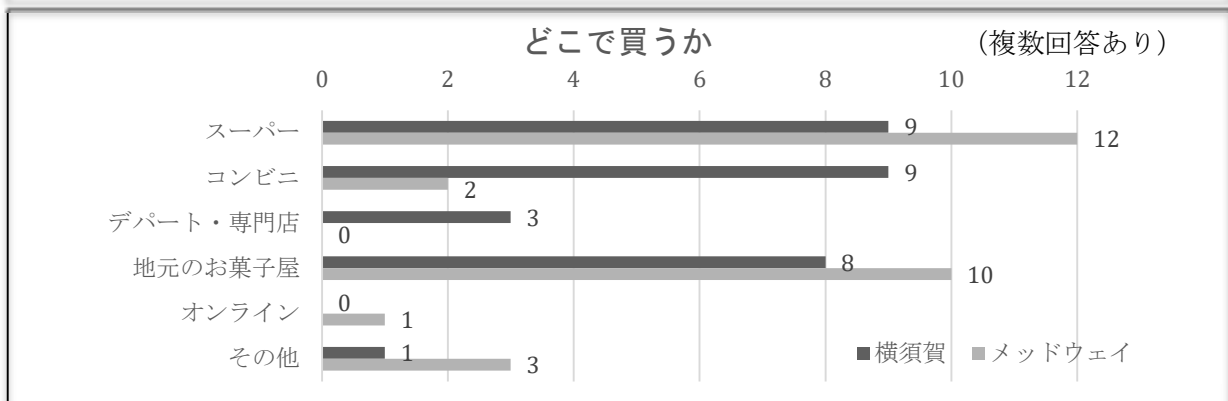 どこで買うか (複数回答あり)
0 2 4 6 8 10 12
スーパー 9
12
コンビニ 9
2
デパート・専門店 3
0
地元のお菓子屋 8
10
オンライン 0
1
その他 1
3
■横須賀 ■メッドウェイ